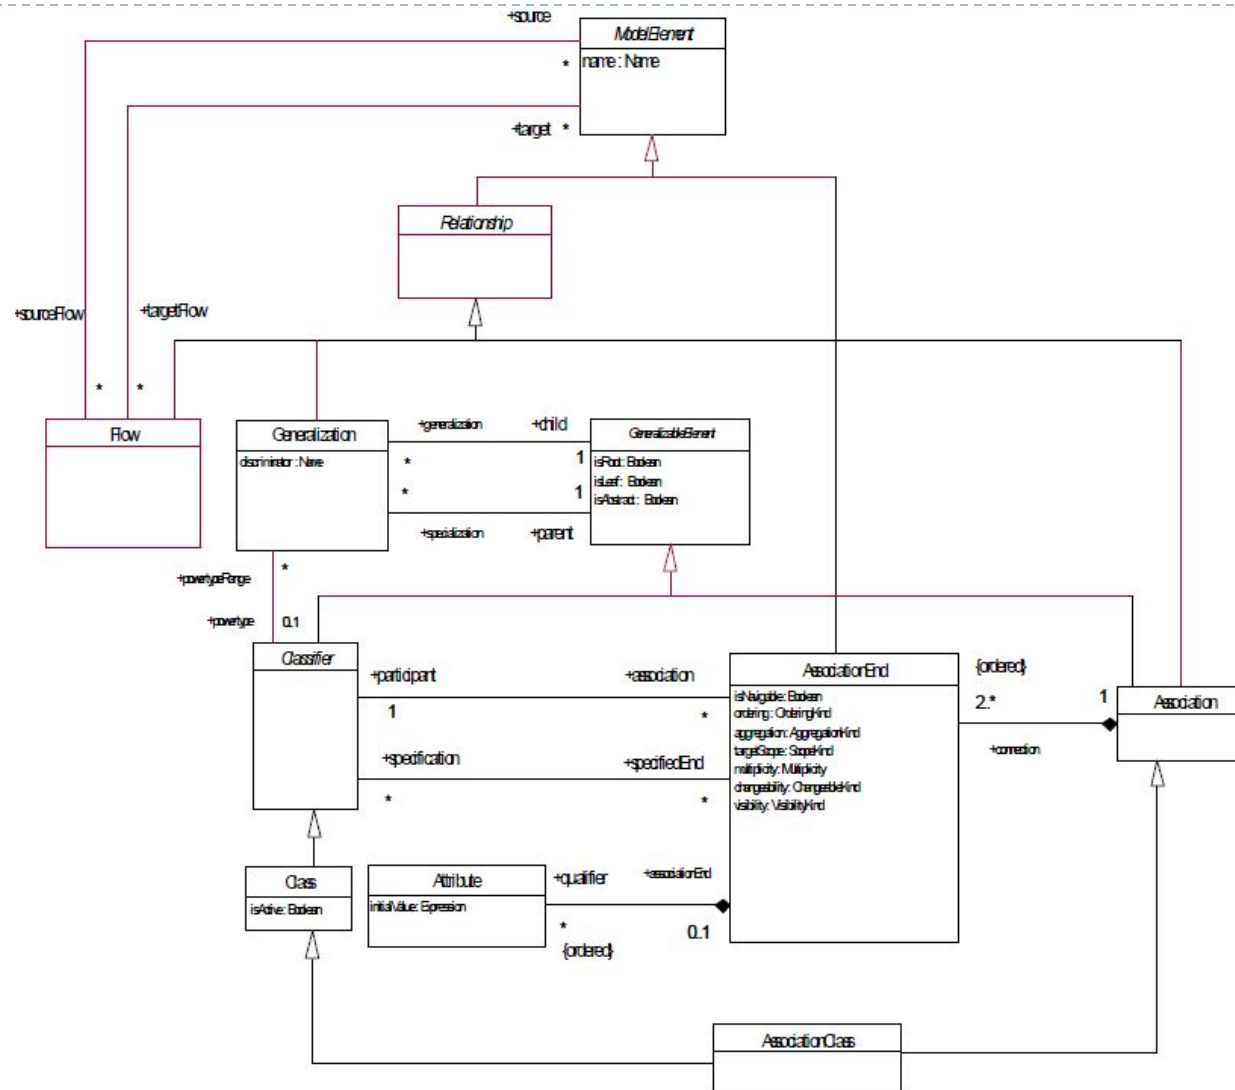 +source
ModelElement
*
name : Name
+target *
Relationship
+sourceFlow
+targetFlow
*
*
Flow
Generalization
discriminator : Name
+generalization
+child
*
1
*
1
+specialization
+parent
GeneralizableElement
isRoot : Boolean
isLeaf : Boolean
isAbstract : Boolean
+powertypeRange
*
+powertype
0..1
Classifier
+participant
+association
1
*
+specification
+specifiedEnd
*
*
AssociationEnd
isNavigable : Boolean
ordering : OrderingKind
aggregation : AggregationKind
targetScope : ScopeKind
multiplicity : Multiplicity
changeability : ChangeableKind
visibility : VisibilityKind
{ordered}
2..*
1
+connection
Association
Class
isActive : Boolean
Attribute
initialValue : Expression
+qualifier
+associationEnd
*
0..1
{ordered}
AssociationClass